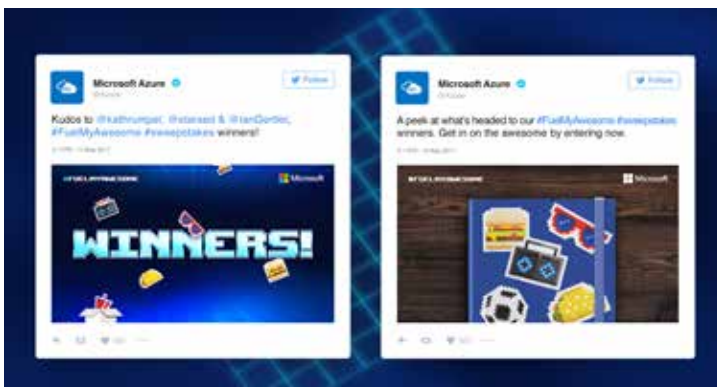 Microsoft Azure
Follow
Kudos to @kathrumpel, @starsed & @IanGertler,
#FuelMyAwesome #sweepstakes winners!
#FUELMYAWESOME
Microsoft
WINNERS!
Microsoft Azure
Follow
A peek at what's headed to our #FuelMyAwesome #sweepstakes
winners. Get in on the awesome by entering now.
#FUELMYAWESOME
Microsoft